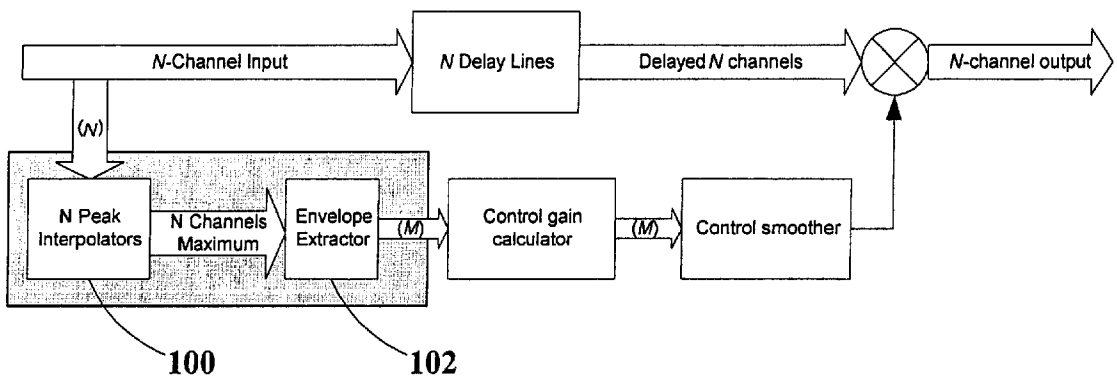 N-Channel Input
N Delay Lines
Delayed N channels
N-channel output
(N)
N Peak
Interpolators
N Channels
Maximum
Envelope
Extractor
(M)
Control gain
calculator
(M)
Control smoother
100
102